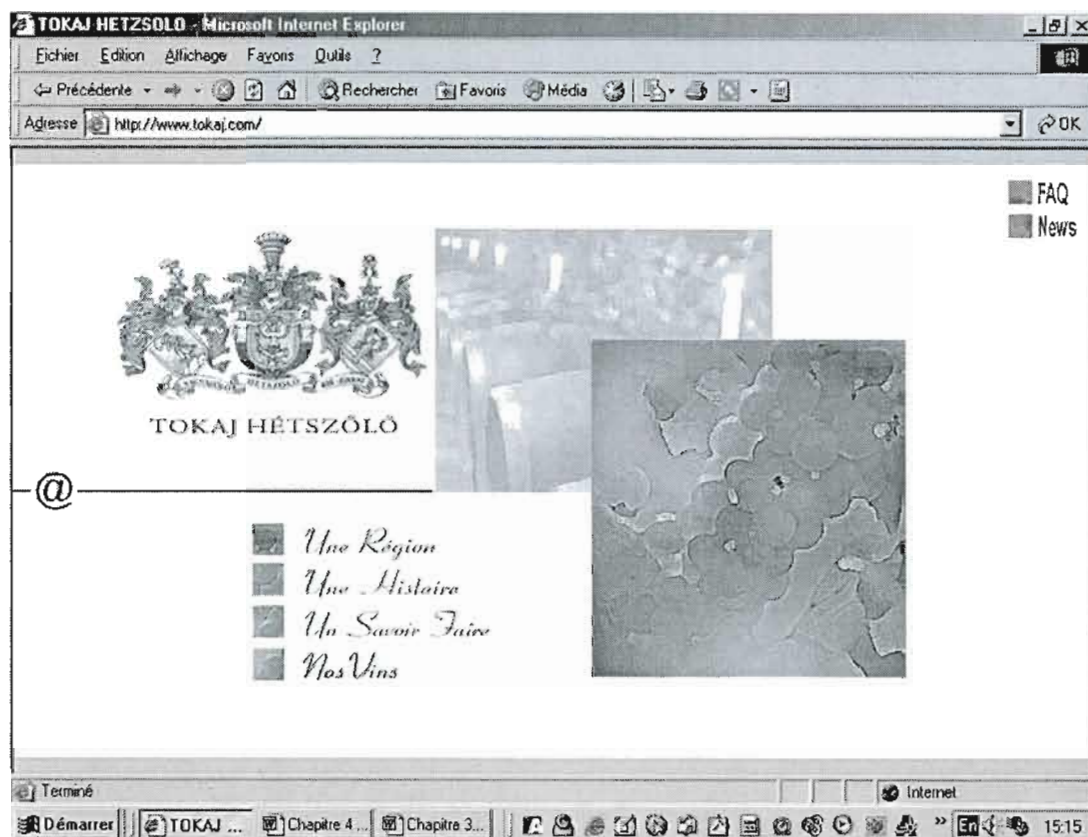 TOKAJ HETZSOLO - Microsoft Internet Explorer
Fichier Edition Affichage Favoris Outils ?
Précédente Rechercher Favoris Média
Adresse http://www.tokaj.com/ OK
FAQ
News
TOKAJ HÉTSZŐLŐ
@
Une Région
Une Histoire
Un Savoir Faire
Nos Vins
Terminé Internet
Démarrer TOKAJ ... Chapitre 4 ... Chapitre 3... » En 15:15